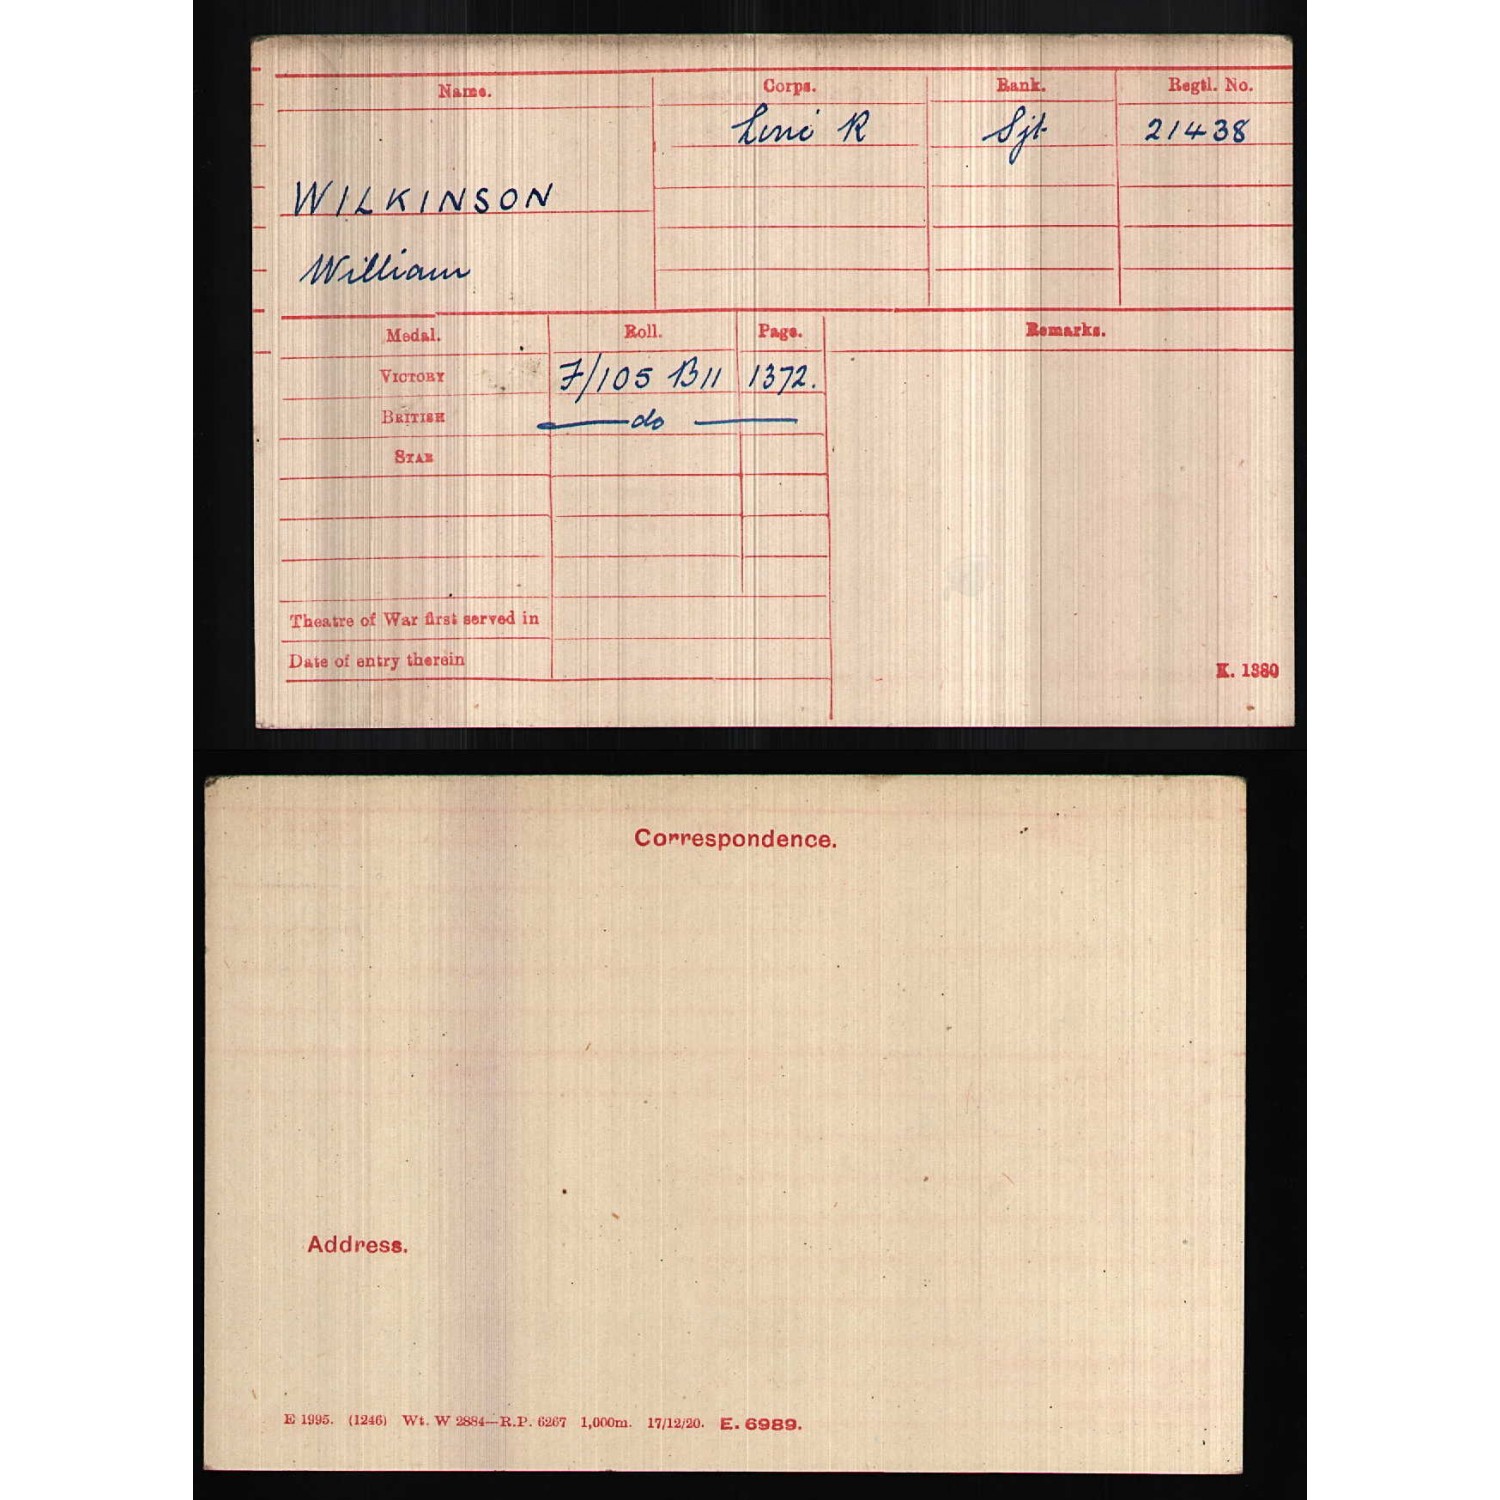 Name. Corps. Rank. Regtl. No.
Linc R Sjt 21438
WILKINSON
William
Medal. Roll. Page. Remarks.
VICTORY F/105 B11 1372.
BRITISH do
STAR
Theatre of War first served in
Date of entry therein
K. 1380
Correspondence.
Address.
E 1995. (1246) Wt. W 2884—R.P. 6267 1,000m. 17/12/20. E. 6989.